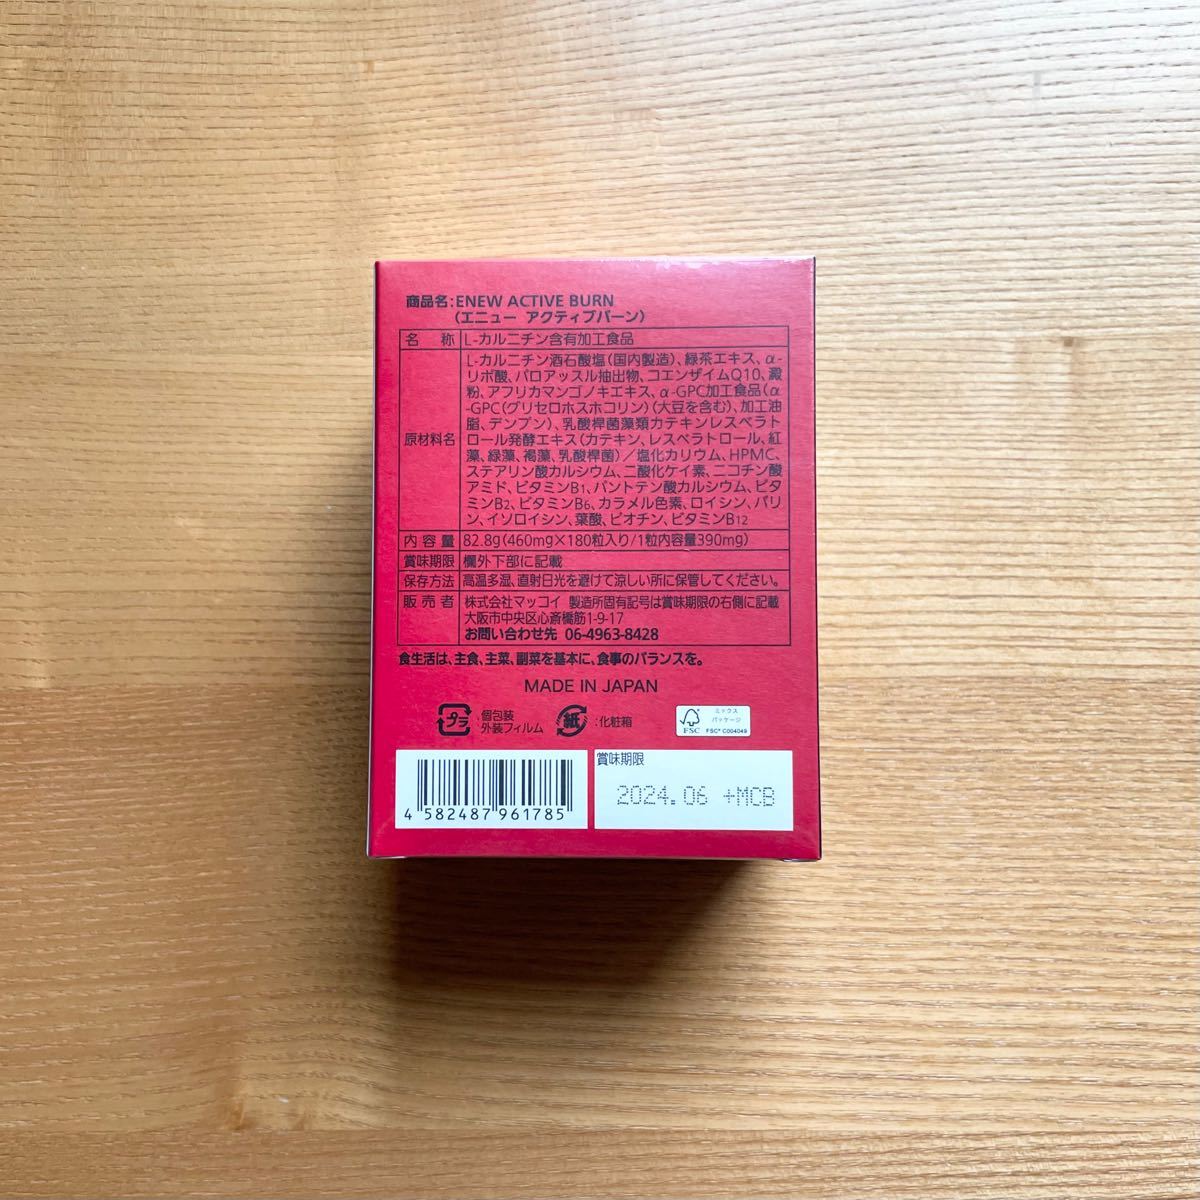 商品名:ENEW ACTIVE BURN
(エニュー アクティブバーン)
名 称 L-カルニチン含有加工食品
原材料名
L-カルニチン酒石酸塩(国内製造)、緑茶エキス、α-
リポ酸、パロアッスル抽出物、コエンザイムQ10、澱
粉、アフリカマンゴノキエキス、α-GPC加工食品(α
-GPC(グリセロホスホコリン)(大豆を含む)、加工油
脂、デンプン)、乳酸桿菌藻類カテキンレスベラト
ロール発酵エキス(カテキン、レスベラトロール、紅
藻、緑藻、褐藻、乳酸桿菌)/塩化カリウム、HPMC、
ステアリン酸カルシウム、二酸化ケイ素、ニコチン酸
アミド、ビタミンB1、パントテン酸カルシウム、ビタ
ミンB2、ビタミンB6、カラメル色素、ロイシン、バリ
ン、イソロイシン、葉酸、ビオチン、ビタミンB12
内容量 82.8g(460mg×180粒入り/1粒内容量390mg)
賞味期限 欄外下部に記載
保存方法 高温多湿、直射日光を避けて涼しい所に保管してください。
販売者 株式会社マッコイ 製造所固有記号は賞味期限の右側に記載
大阪市中央区心斎橋筋1-9-17
お問い合わせ先 06-4963-8428
食生活は、主食、主菜、副菜を基本に、食事のバランスを。
MADE IN JAPAN
プラ :個包装
外装フィルム
紙 :化粧箱
FSC
ミックス
パッケージ
FSC® C004049
4 582487 961785
賞味期限
2024.06 +MCB